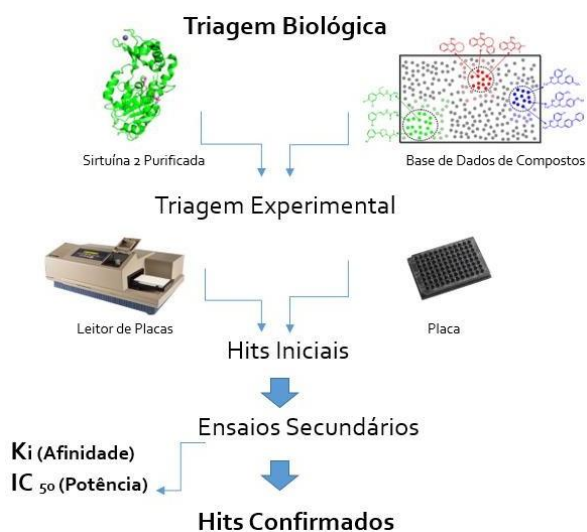 Triagem Biológica
Sirtuína 2 Purificada
Base de Dados de Compostos
Triagem Experimental
Leitor de Placas
Placa
Hits Iniciais
Ensaios Secundários
Ki (Afinidade)
IC 50 (Potência)
Hits Confirmados